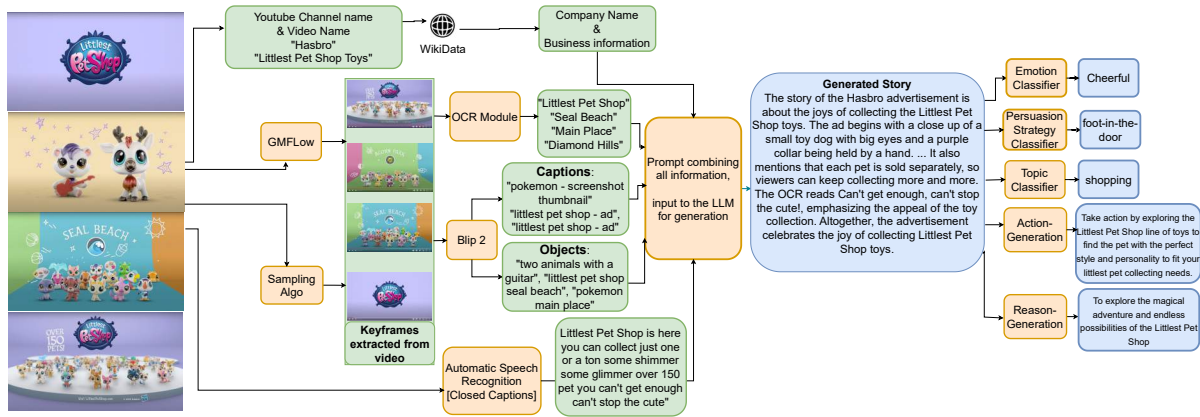 Littlest
Pet Shop
SEAL BEACH
OVER
150
PETS!
Littlest
Pet Shop
Youtube Channel name
& Video Name
"Hasbro"
"Littlest Pet Shop Toys"
WikiData
Company Name
&
Business information
GMFLow
Sampling
Algo
Keyframes
extracted from
video
OCR Module
"Littlest Pet Shop"
"Seal Beach"
"Main Place"
"Diamond Hills"
Blip 2
Captions:
"pokemon - screenshot
thumbnail"
"littlest pet shop - ad",
"littlest pet shop - ad"
Objects:
"two animals with a
guitar", "littlest pet shop
seal beach", "pokemon
main place"
Automatic Speech
Recognition
[Closed Captions]
Littlest Pet Shop is here
you can collect just one
or a ton some shimmer
some glimmer over 150
pet you can't get enough
can't stop the cute"
Prompt combining
all information,
input to the LLM
for generation
Generated Story
The story of the Hasbro advertisement is
about the joys of collecting the Littlest Pet
Shop toys. The ad begins with a close up of a
small toy dog with big eyes and a purple
collar being held by a hand. ... It also
mentions that each pet is sold separately, so
viewers can keep collecting more and more.
The OCR reads Can't get enough, can't stop
the cute!, emphasizing the appeal of the toy
collection. Altogether, the advertisement
celebrates the joy of collecting Littlest Pet
Shop toys.
Emotion
Classifier
Cheerful
Persuasion
Strategy
Classifier
foot-in-the-
door
Topic
Classifier
shopping
Action-
Generation
Take action by exploring the
Littlest Pet Shop line of toys to
find the pet with the perfect
style and personality to fit your
littlest pet collecting needs.
Reason-
Generation
To explore the magical
adventure and endless
possibilities of the Littlest Pet
Shop